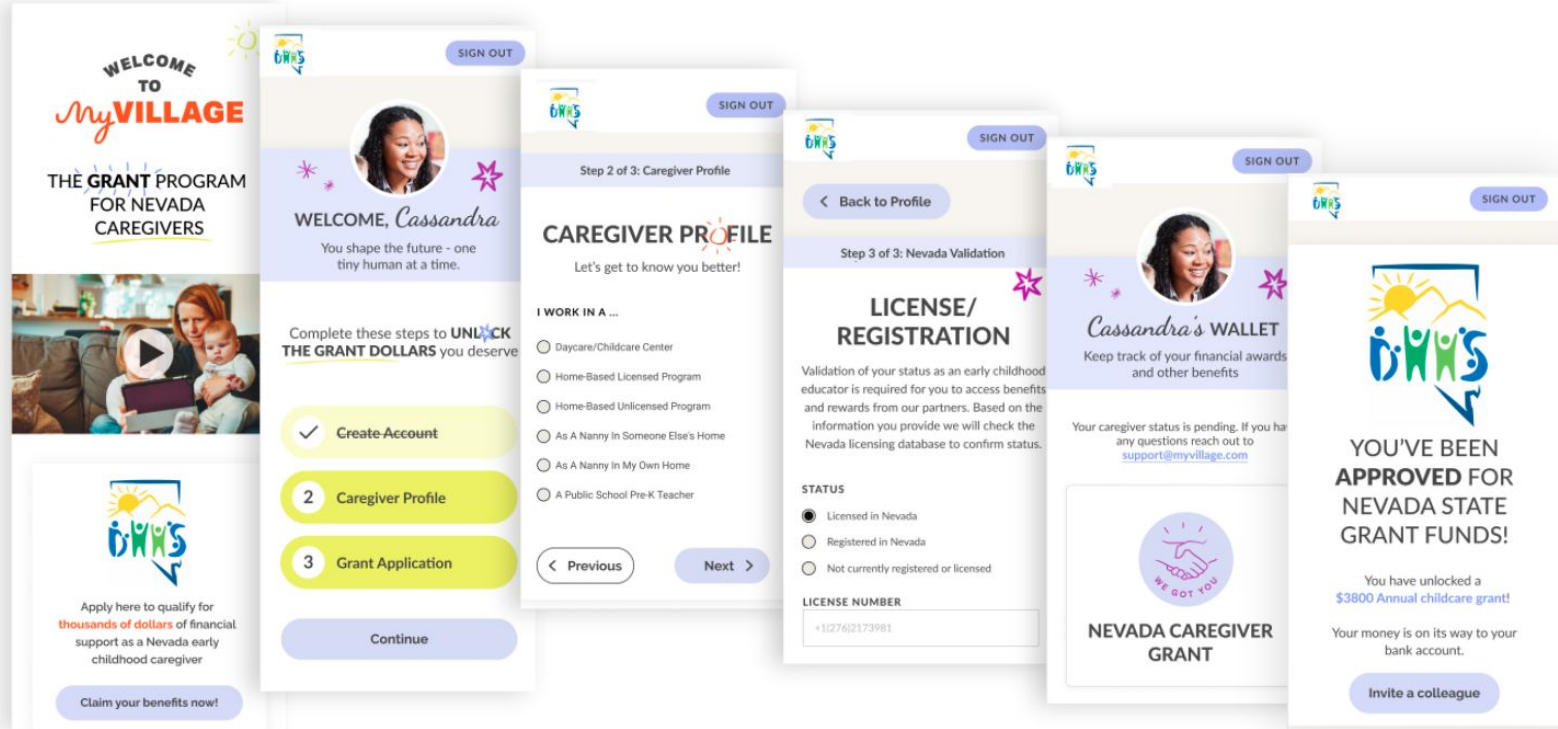 WELCOME
TO
MyVILLAGE
THE GRANT PROGRAM
FOR NEVADA
CAREGIVERS
DHHS
Apply here to qualify for
thousands of dollars of financial
support as a Nevada early
childhood caregiver
Claim your benefits now!
DHHS
SIGN OUT
WELCOME, Cassandra
You shape the future - one
tiny human at a time.
Complete these steps to UNLOCK
THE GRANT DOLLARS you deserve
Create Account
2 Caregiver Profile
3 Grant Application
Continue
DHHS
SIGN OUT
Step 2 of 3: Caregiver Profile
CAREGIVER PROFILE
Let's get to know you better!
I WORK IN A ...
Daycare/Childcare Center
Home-Based Licensed Program
Home-Based Unlicensed Program
As A Nanny In Someone Else's Home
As A Nanny In My Own Home
A Public School Pre-K Teacher
< Previous
Next >
DHHS
SIGN OUT
< Back to Profile
Step 3 of 3: Nevada Validation
LICENSE/
REGISTRATION
Validation of your status as an early childhood
educator is required for you to access benefits
and rewards from our partners. Based on the
information you provide we will check the
Nevada licensing database to confirm status.
STATUS
Licensed in Nevada
Registered in Nevada
Not currently registered or licensed
LICENSE NUMBER
+1(276)2173981
DHHS
SIGN OUT
Cassandra's WALLET
Keep track of your financial awards
and other benefits
Your caregiver status is pending. If you ha
any questions reach out to
support@myvillage.com
WE GOT YOU
NEVADA CAREGIVER
GRANT
DHHS
SIGN OUT
DHHS
YOU'VE BEEN
APPROVED FOR
NEVADA STATE
GRANT FUNDS!
You have unlocked a
$3800 Annual childcare grant!
Your money is on its way to your
bank account.
Invite a colleague